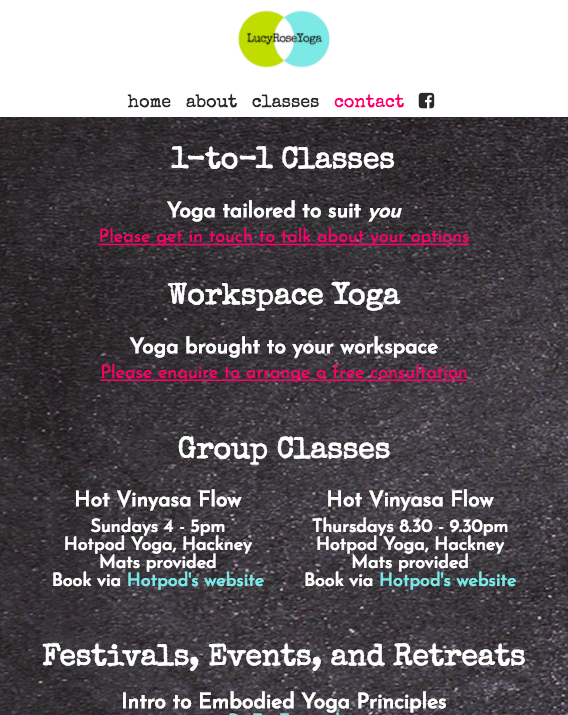 LucyRoseYoga
home about classes contact
1-to-1 Classes
Yoga tailored to suit you
Please get in touch to talk about your options
Workspace Yoga
Yoga brought to your workspace
Please enquire to arrange a free consultation
Group Classes
Hot Vinyasa Flow
Sundays 4 - 5pm
Hotpod Yoga, Hackney
Mats provided
Book via Hotpod's website
Hot Vinyasa Flow
Thursdays 8.30 - 9.30pm
Hotpod Yoga, Hackney
Mats provided
Book via Hotpod's website
Festivals, Events, and Retreats
Intro to Embodied Yoga Principles